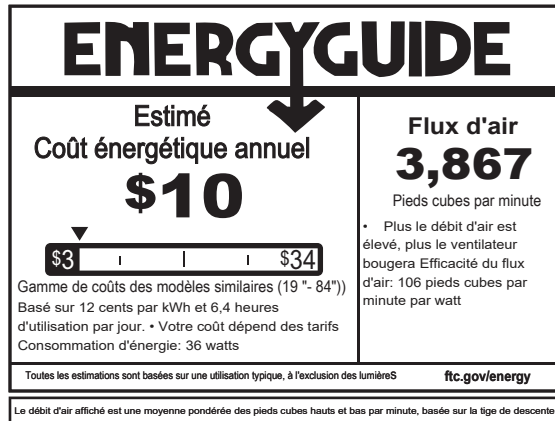 ENERGYGUIDE
Estimé
Coût énergétique annuel
$10
$3 $34
Gamme de coûts des modèles similaires (19 "- 84"))
Basé sur 12 cents par kWh et 6,4 heures
d'utilisation par jour. • Votre coût dépend des tarifs
Consommation d'énergie: 36 watts
Flux d'air
3,867
Pieds cubes par minute
• Plus le débit d'air est
élevé, plus le ventilateur
bougera Efficacité du flux
d'air: 106 pieds cubes par
minute par watt
Toutes les estimations sont basées sur une utilisation typique, à l'exclusion des lumièreS
ftc.gov/energy
Le débit d'air affiché est une moyenne pondérée des pieds cubes hauts et bas par minute, basée sur la tige de descente